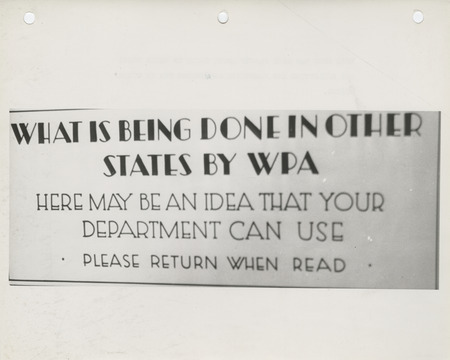 WHAT IS BEING DONE IN OTHER
STATES BY WPA
HERE MAY BE AN IDEA THAT YOUR
DEPARTMENT CAN USE
· PLEASE RETURN WHEN READ ·